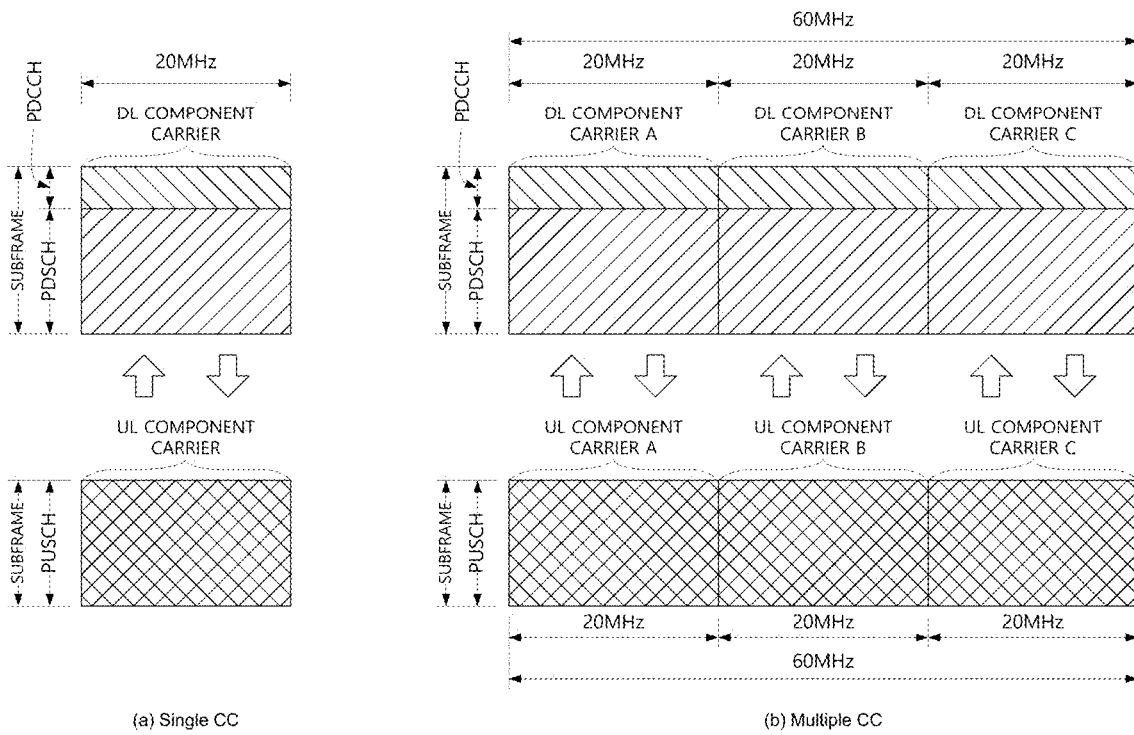 20MHz
PDCCH
DL COMPONENT
CARRIER
SUBFRAME
PDSCH
UL COMPONENT
CARRIER
SUBFRAME
PUSCH
(a) Single CC
60MHz
20MHz 20MHz 20MHz
PDCCH
DL COMPONENT
CARRIER A
DL COMPONENT
CARRIER B
DL COMPONENT
CARRIER C
SUBFRAME
PDSCH
UL COMPONENT
CARRIER A
UL COMPONENT
CARRIER B
UL COMPONENT
CARRIER C
SUBFRAME
PUSCH
20MHz 20MHz 20MHz
60MHz
(b) Multiple CC